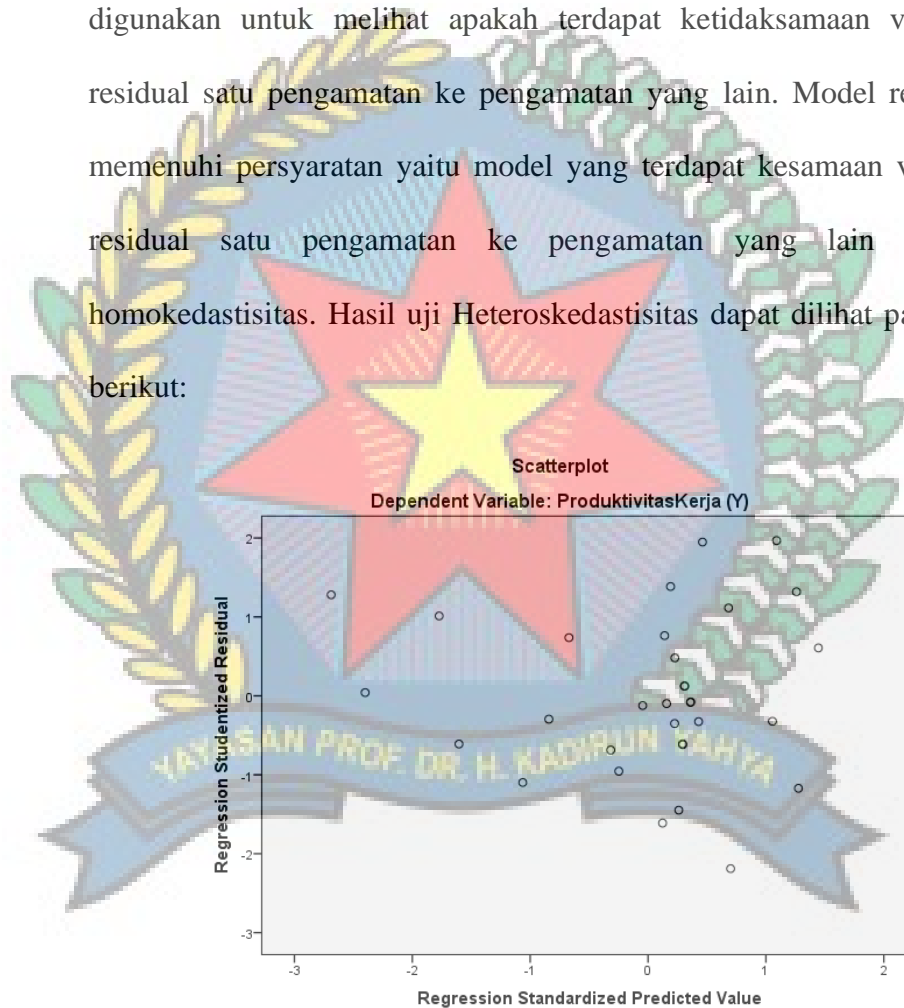 digunakan untuk melihat apakah terdapat ketidaksamaan
residual satu pengamatan ke pengamatan yang lain. Model
memenuhi persyaratan yaitu model yang terdapat kesamaan
residual satu pengamatan ke pengamatan yang lain
homokedastisitas. Hasil uji Heteroskedastisitas dapat dilihat
berikut:
Scatterplot
Dependent Variable: ProduktivitasKerja (Y)
Regression Studentized Residual
2
1
0
-1
-2
-3
YAYASAN PROF. DR. H. KADIRUN YAHYA
-3 -2 -1 0 1 2
Regression Standardized Predicted Value